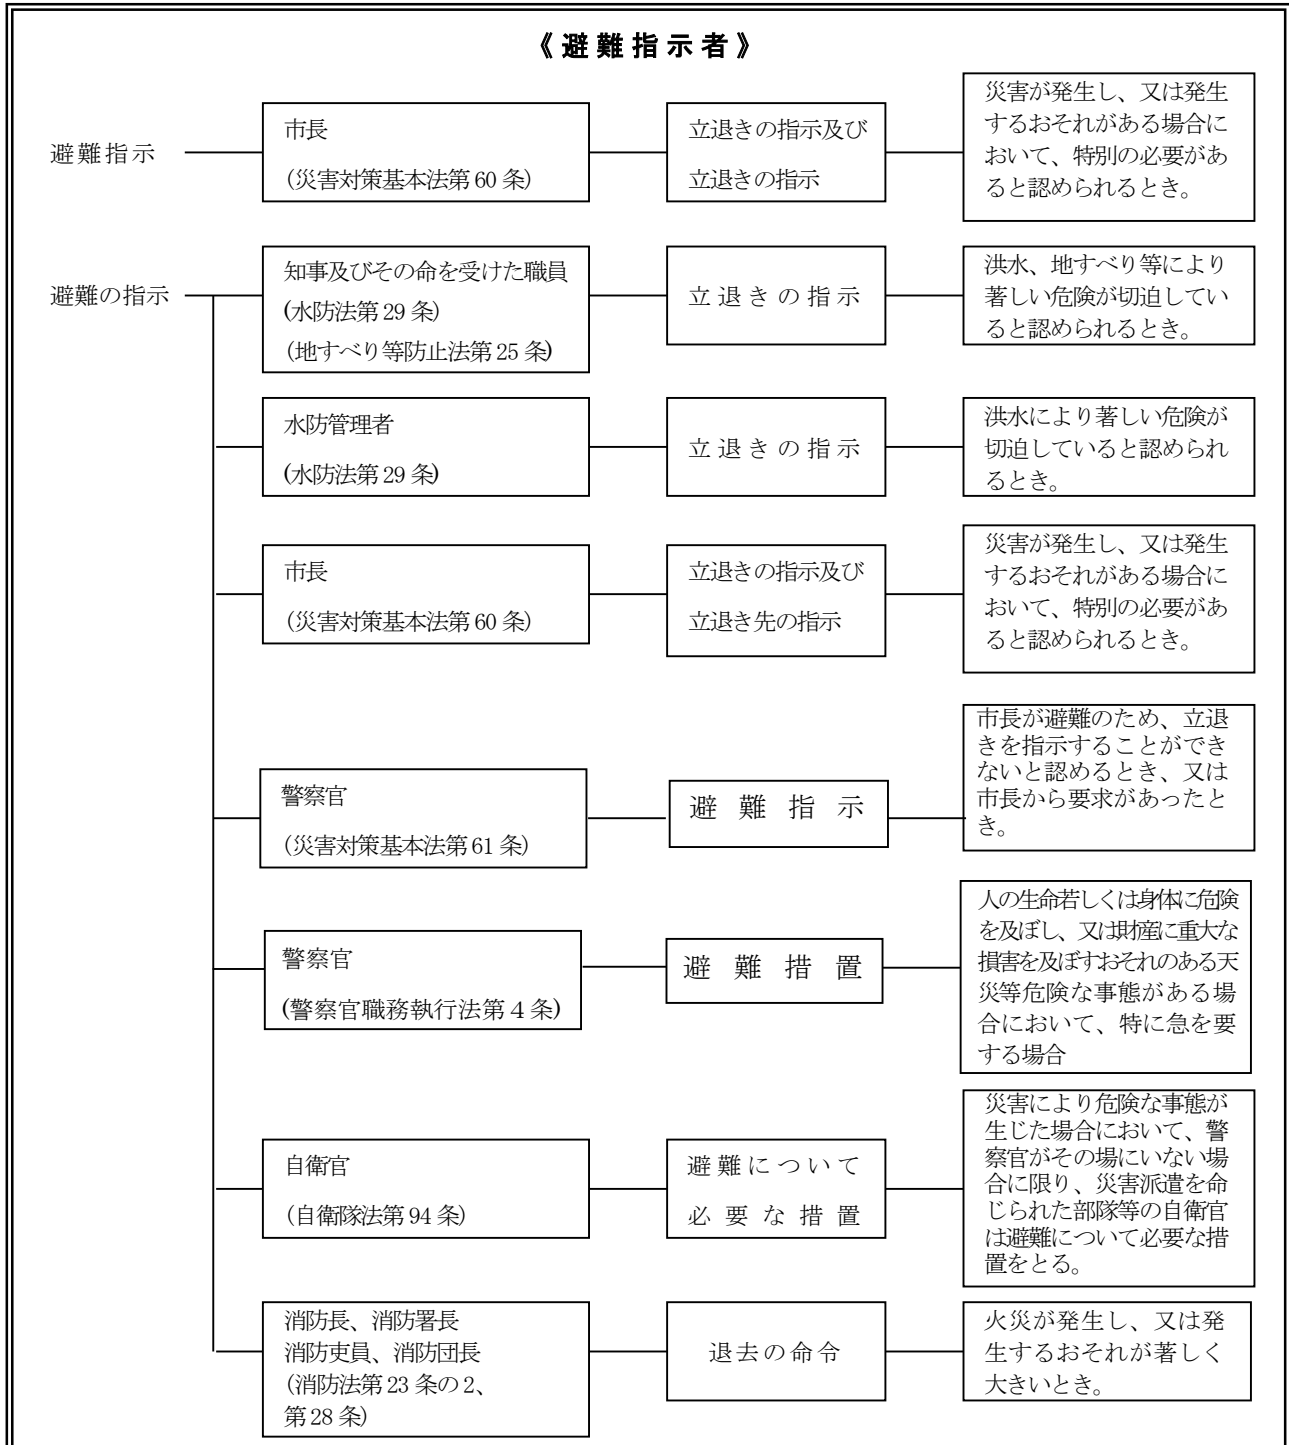 《避難指示者》
避難指示
市長
(災害対策基本法第60条)
立退きの指示及び
立退きの指示
災害が発生し、又は発生
するおそれがある場合に
おいて、特別の必要があ
ると認められるとき。
避難の指示
知事及びその命を受けた職員
(水防法第29条)
(地すべり等防止法第25条)
立退きの指示
洪水、地すべり等により
著しい危険が切迫してい
ると認められるとき。
水防管理者
(水防法第29条)
立退きの指示
洪水により著しい危険が
切迫していると認められ
るとき。
市長
(災害対策基本法第60条)
立退きの指示及び
立退き先の指示
災害が発生し、又は発生
するおそれがある場合に
おいて、特別の必要があ
ると認められるとき。
警察官
(災害対策基本法第61条)
避難指示
市長が避難のため、立退
きを指示することができ
ないと認めるとき、又は
市長から要求があったと
き。
警察官
(警察官職務執行法第4条)
避難措置
人の生命若しくは身体に危険
を及ぼし、又は財産に重大な
損害を及ぼすおそれのある天
災等危険な事態がある場
合において、特に急を要
する場合
自衛官
(自衛隊法第94条)
避難について
必要な措置
災害により危険な事態が
生じた場合において、警
察官がその場にいない場
合に限り、災害派遣を命
じられた部隊等の自衛官
は避難について必要な措
置をとる。
消防長、消防署長
消防吏員、消防団長
(消防法第23条の2、
第28条)
退去の命令
火災が発生し、又は発
生するおそれが著しく
大きいとき。